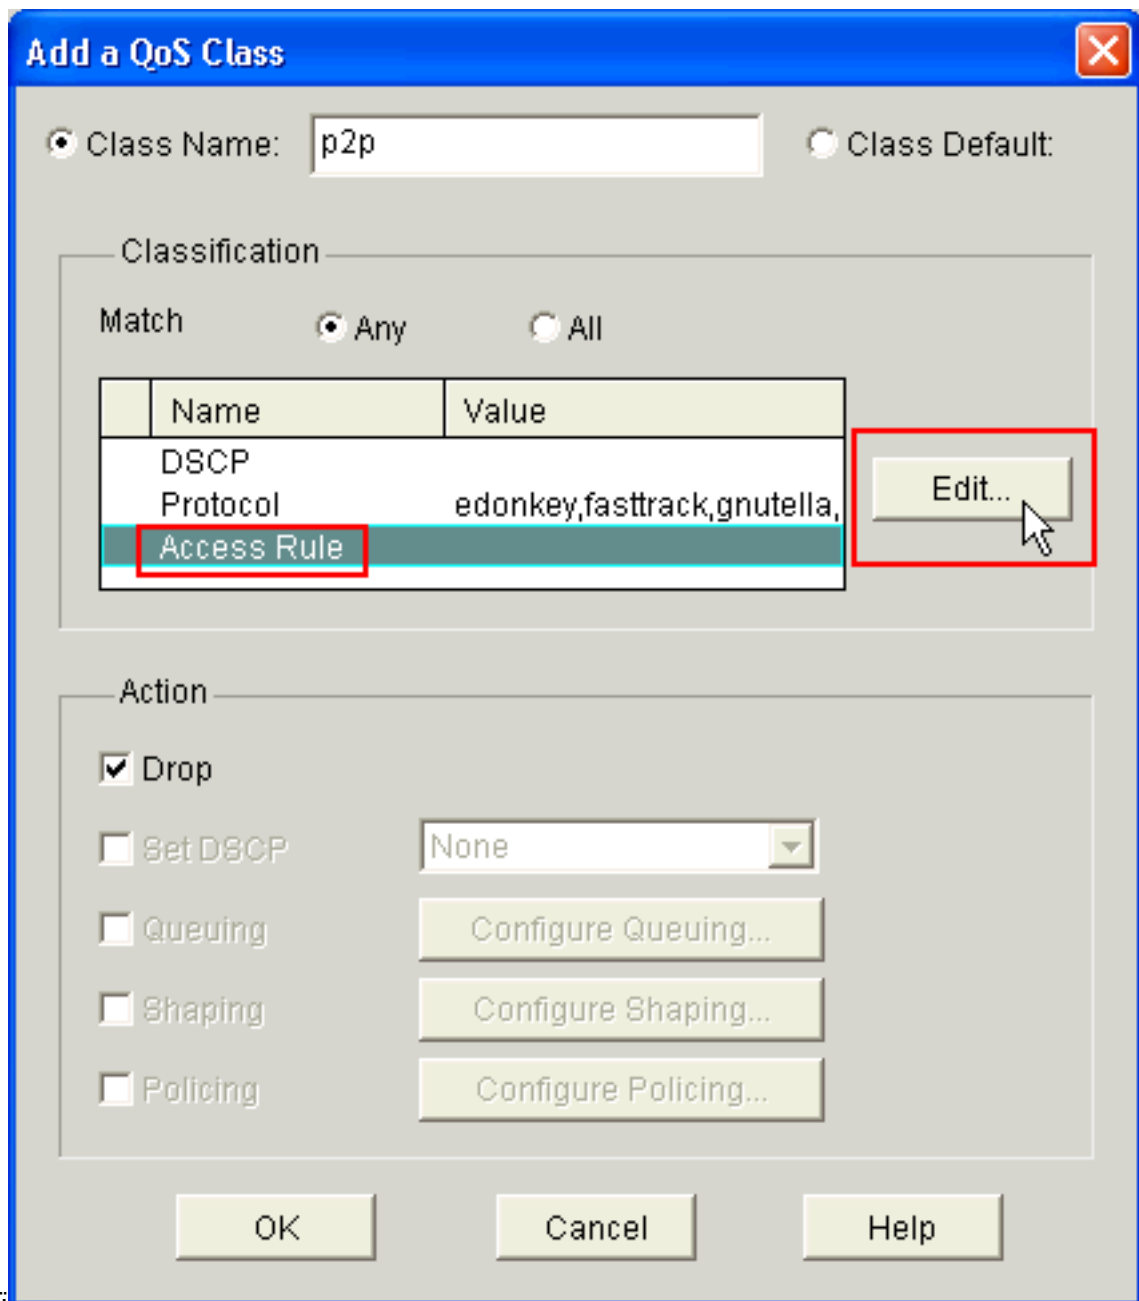 Add a QoS Class
Class Name: p2p Class Default:
Classification
Match Any All
Name Value
DSCP
Protocol edonkey,fasttrack,gnutella,
Edit...
Access Rule
Action
Drop
Set DSCP None
Queuing Configure Queuing...
Shaping Configure Shaping...
Policing Configure Policing...
OK Cancel Help